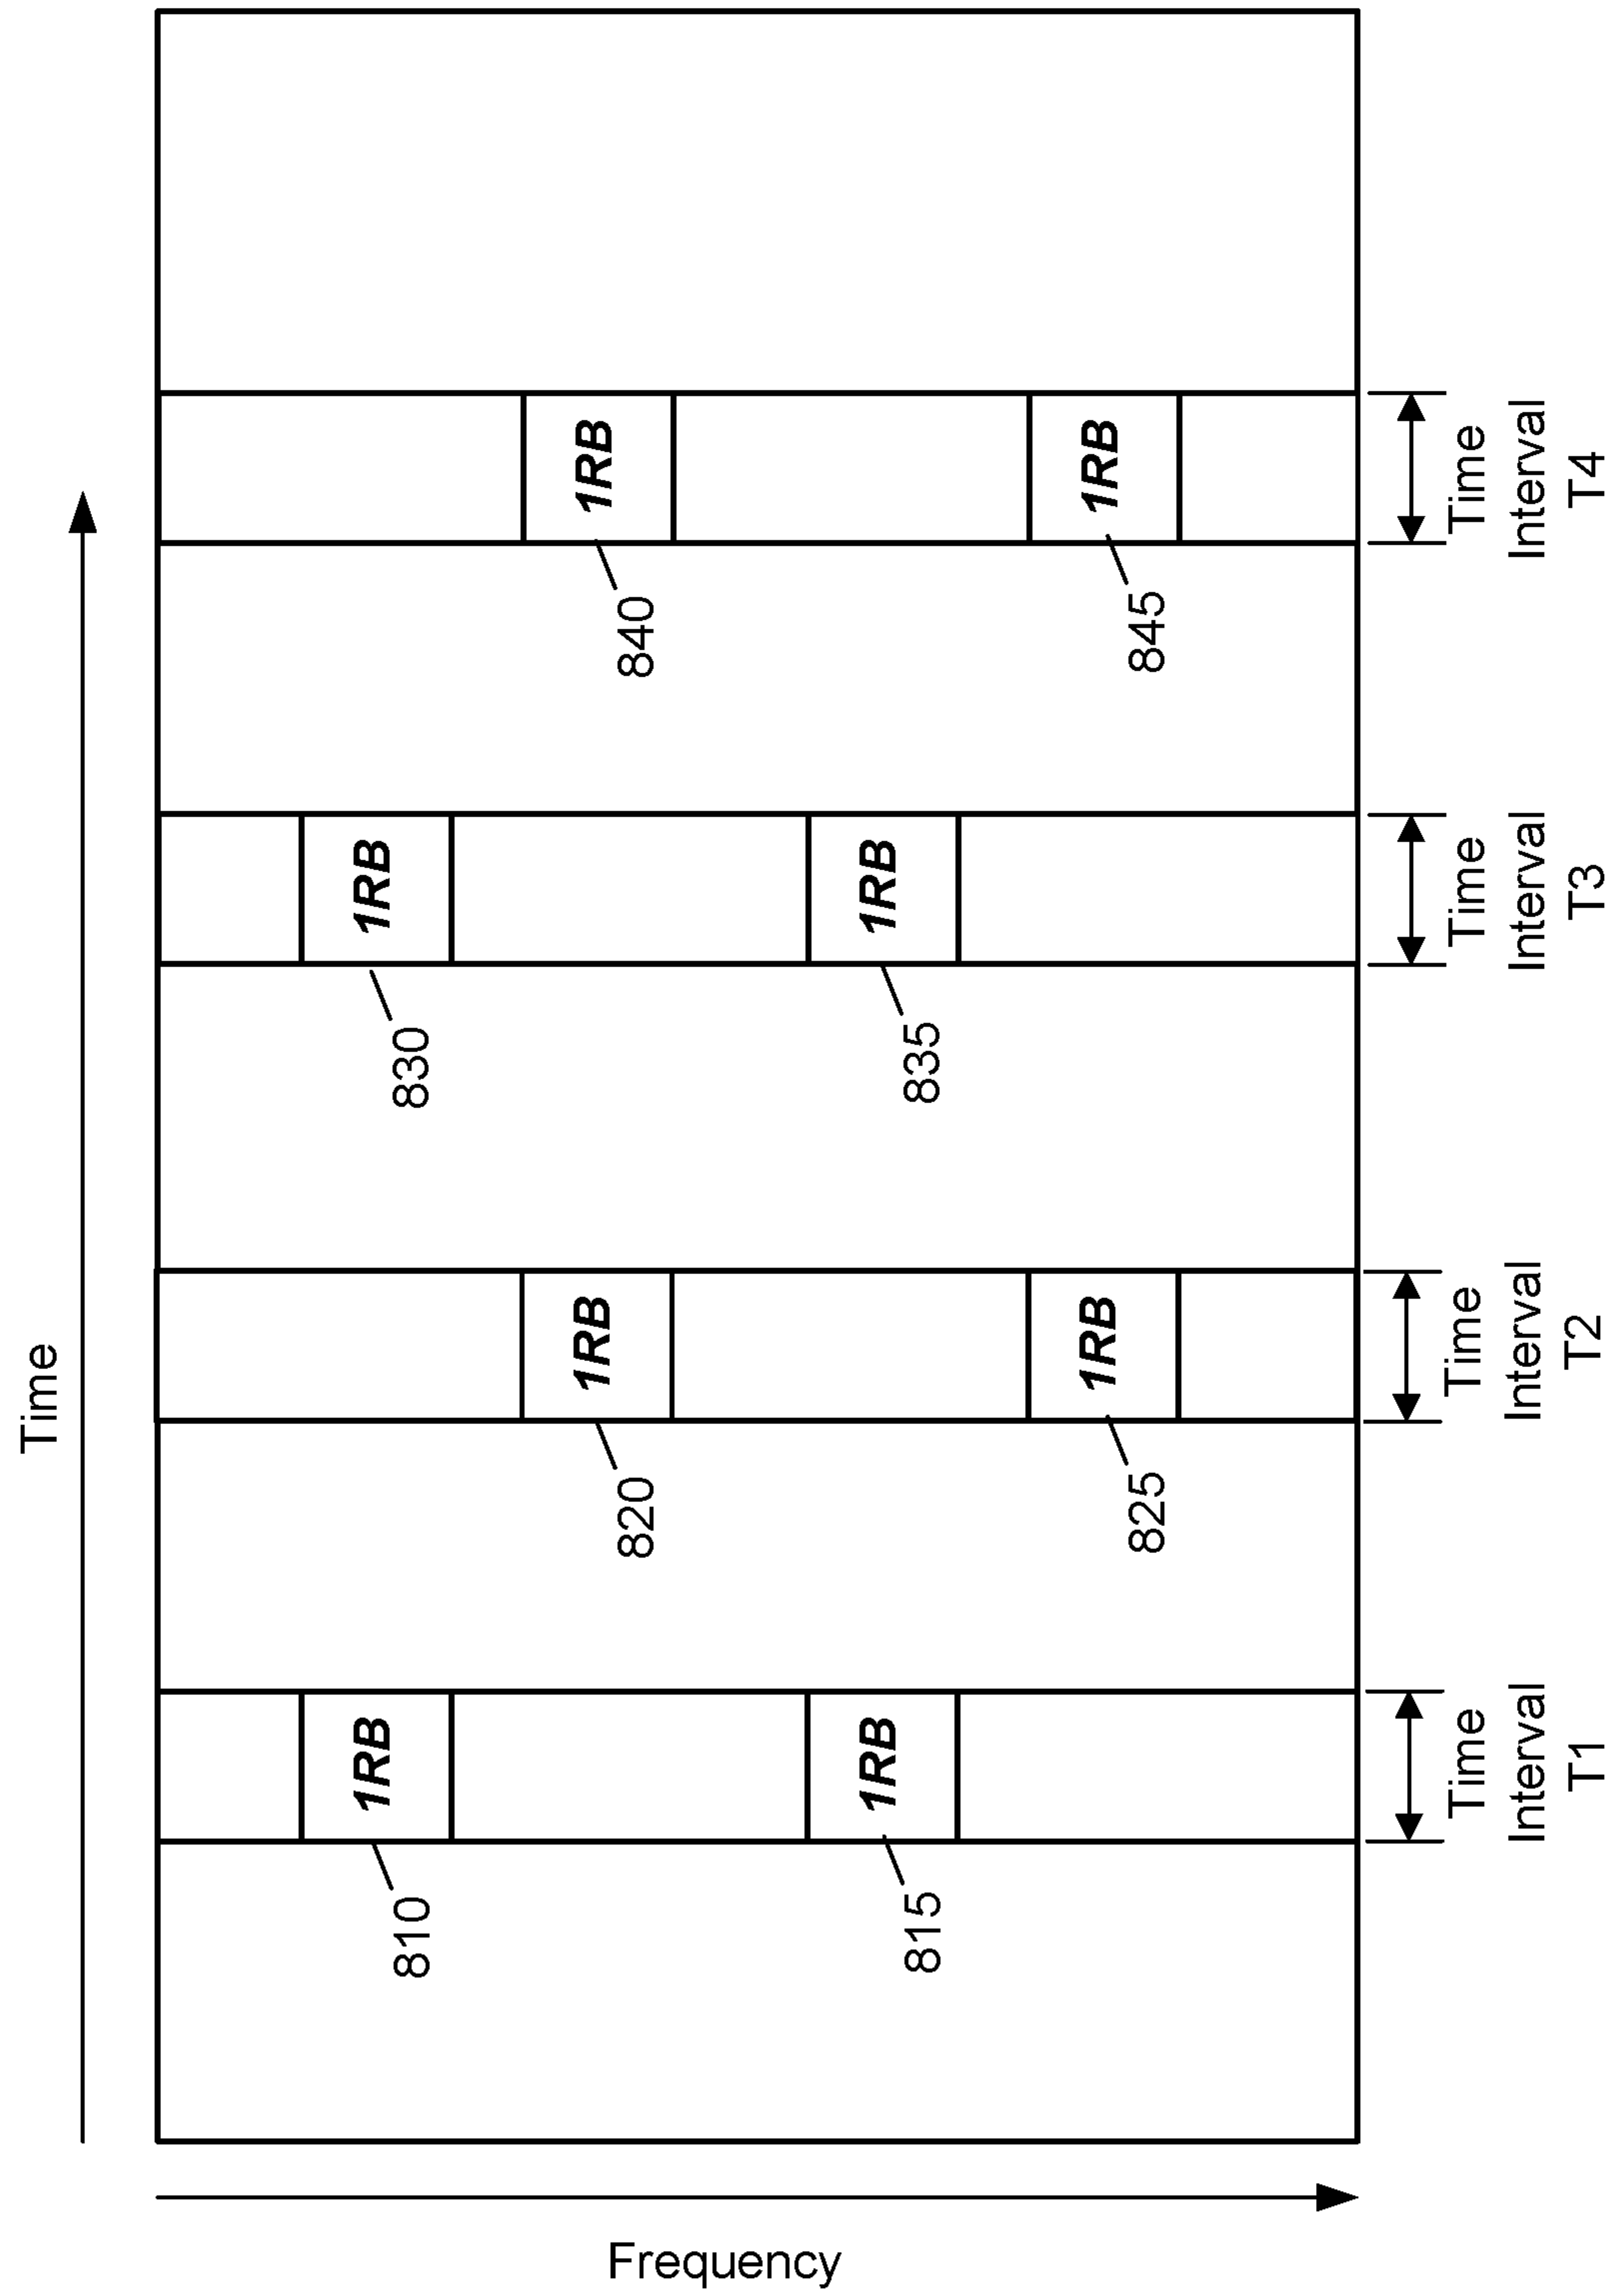 Time
1RB
1RB
1RB
1RB
810
820
830
840
1RB
1RB
1RB
1RB
815
825
835
845
Time
Interval
T1
Time
Interval
T2
Time
Interval
T3
Time
Interval
T4
Frequency